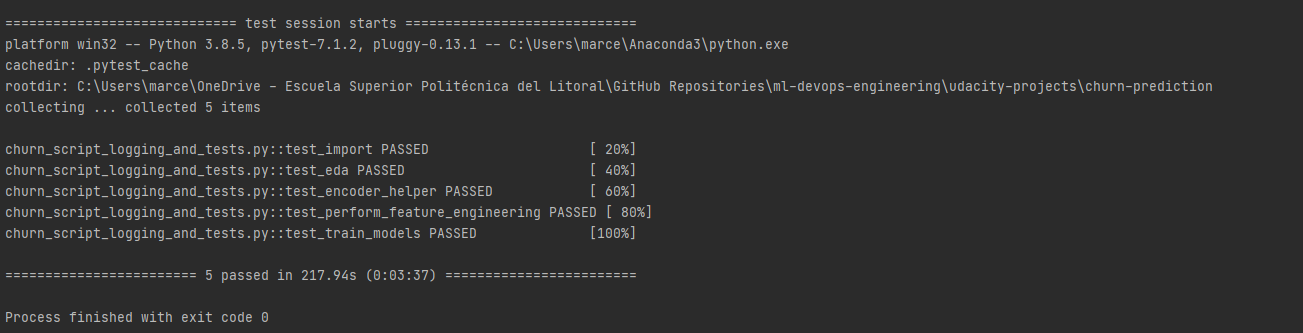 ============================= test session starts =============================
platform win32 -- Python 3.8.5, pytest-7.1.2, pluggy-0.13.1 -- C:\Users\marce\Anaconda3\python.exe
cachedir: .pytest_cache
rootdir: C:\Users\marce\OneDrive - Escuela Superior Politécnica del Litoral\GitHub Repositories\ml-devops-engineering\udacity-projects\churn-prediction
collecting ... collected 5 items
churn_script_logging_and_tests.py::test_import PASSED                    [ 20%]
churn_script_logging_and_tests.py::test_eda PASSED                       [ 40%]
churn_script_logging_and_tests.py::test_encoder_helper PASSED            [ 60%]
churn_script_logging_and_tests.py::test_perform_feature_engineering PASSED [ 80%]
churn_script_logging_and_tests.py::test_train_models PASSED              [100%]
======================== 5 passed in 217.94s (0:03:37) ========================
Process finished with exit code 0